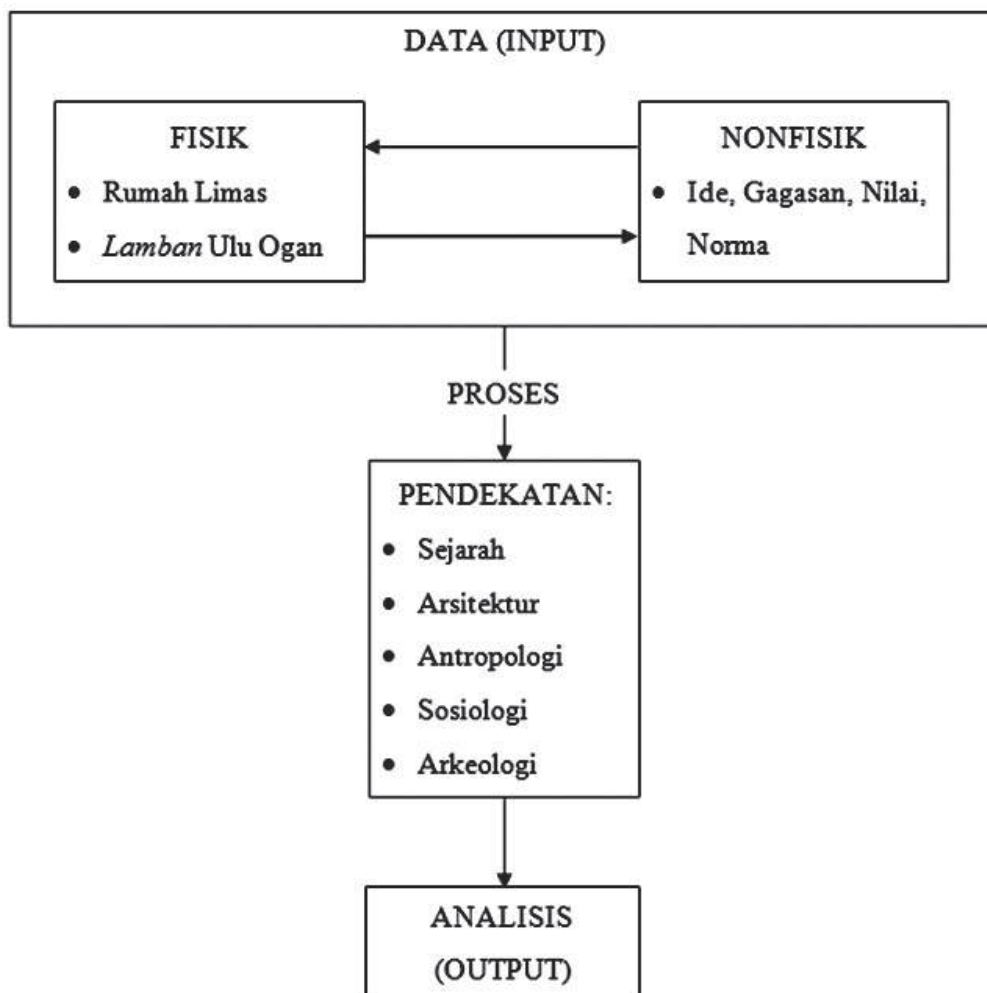 DATA (INPUT)
FISIK
• Rumah Limas
• Lamban Ulu Ogan
NONFISIK
• Ide, Gagasan, Nilai,
Norma
PROSES
PENDEKATAN:
• Sejarah
• Arsitektur
• Antropologi
• Sosiologi
• Arkeologi
ANALISIS
(OUTPUT)